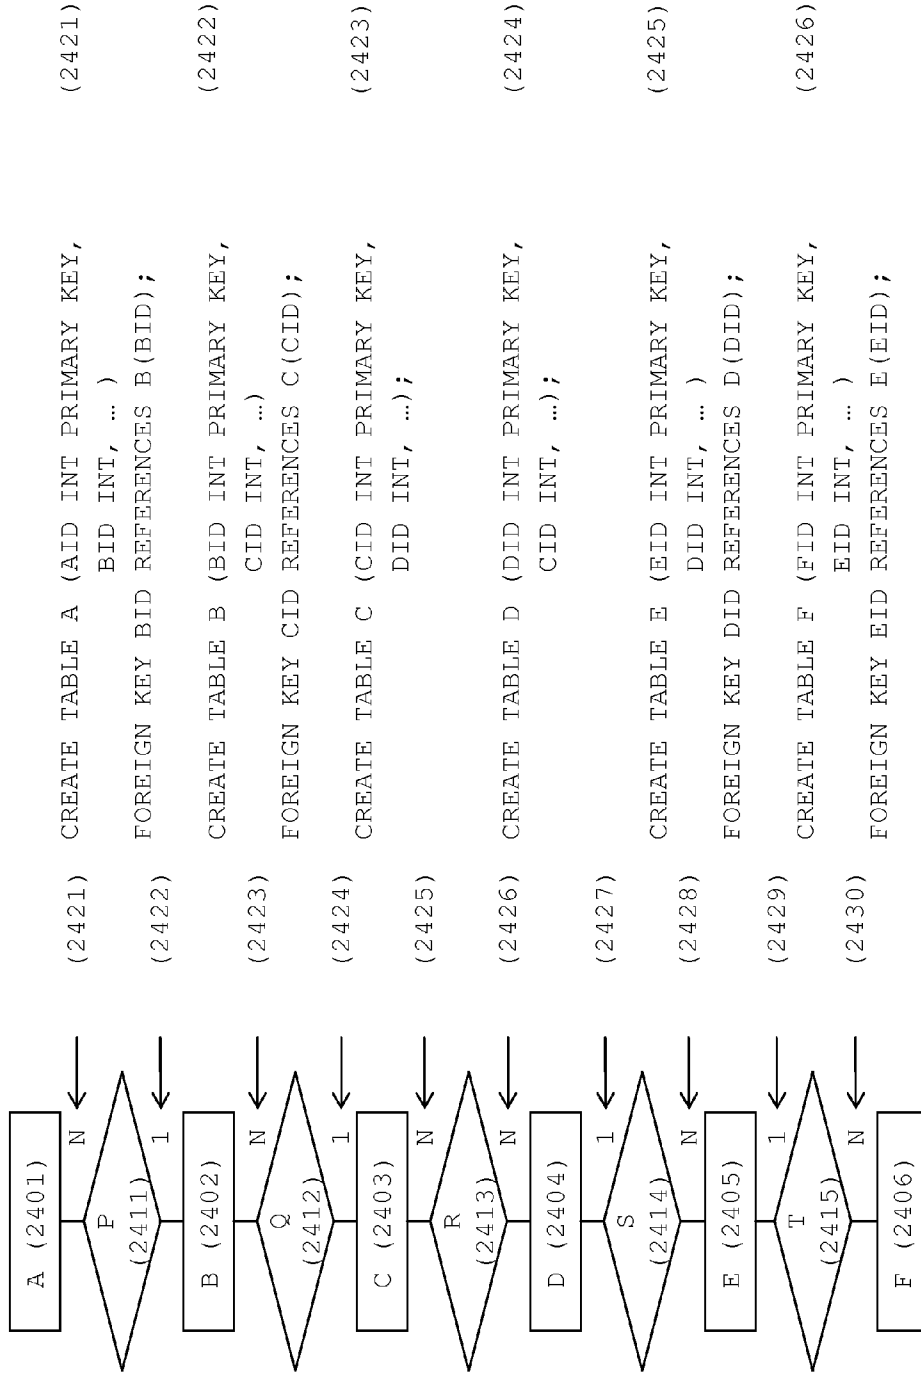 A (2401)
N
(2421)
P
(2411)
1
(2422)
B (2402)
N
(2423)
Q
(2412)
1
(2424)
C (2403)
N
(2425)
R
(2413)
N
(2426)
D (2404)
1
(2427)
S
(2414)
N
(2428)
E (2405)
1
(2429)
T
(2415)
N
(2430)
F (2406)
CREATE TABLE A (AID INT PRIMARY KEY, (2421)
BID INT, … )
FOREIGN KEY BID REFERENCES B(BID);
CREATE TABLE B (BID INT PRIMARY KEY, (2422)
CID INT, …)
FOREIGN KEY CID REFERENCES C(CID);
CREATE TABLE C (CID INT PRIMARY KEY, (2423)
DID INT, …);
CREATE TABLE D (DID INT PRIMARY KEY, (2424)
CID INT, …);
CREATE TABLE E (EID INT PRIMARY KEY, (2425)
DID INT, … )
FOREIGN KEY DID REFERENCES D(DID);
CREATE TABLE F (FID INT PRIMARY KEY, (2426)
EID INT, … )
FOREIGN KEY EID REFERENCES E(EID);